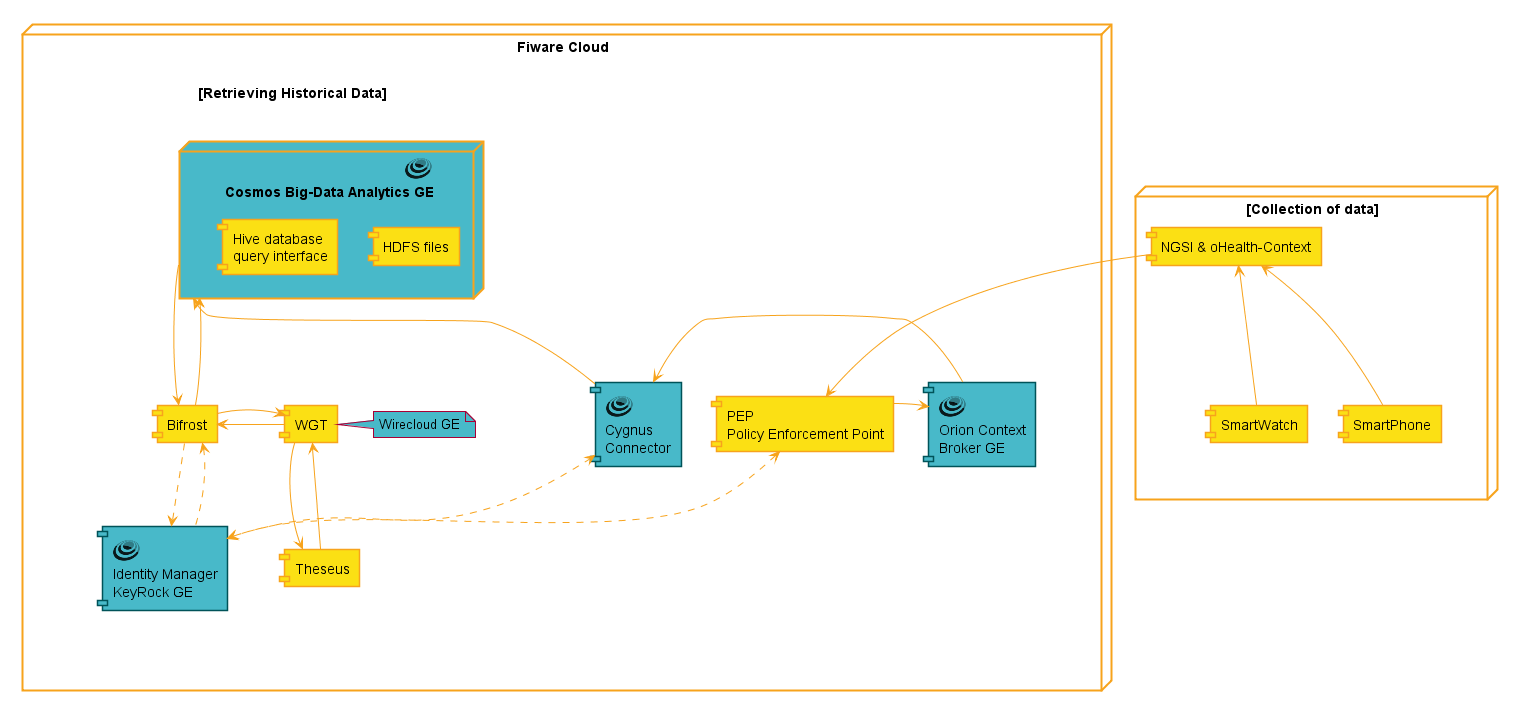 Fiware Cloud
[Retrieving Historical Data]
Cosmos Big-Data Analytics GE
Hive database
query interface
HDFS files
[Collection of data]
NGSI & oHealth-Context
Bifrost
WGT
Wirecloud GE
Cygnus
Connector
PEP
Policy Enforcement Point
Orion Context
Broker GE
SmartWatch
SmartPhone
Identity Manager
KeyRock GE
Theseus